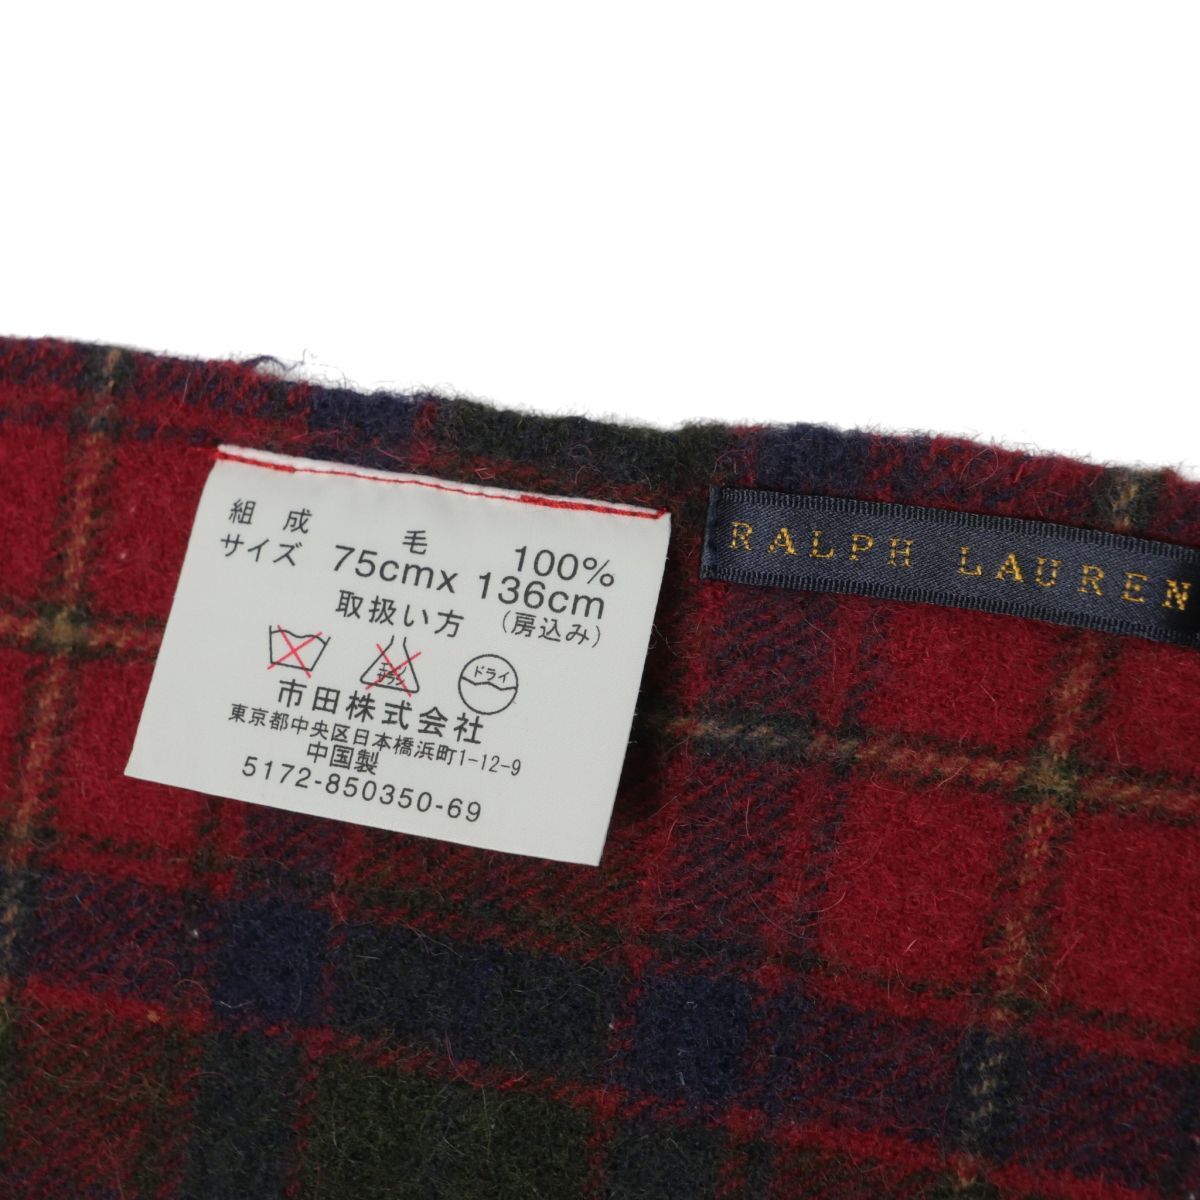 組成 毛 100%
サイズ 75cmx 136cm
取扱い方 (房込み)
ドライ
市田株式会社
東京都中央区日本橋浜町1-12-9
中国製
5172-850350-69
RALPH LAUREN